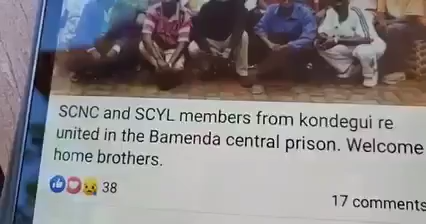 SCNC and SCYL members from kondegui re
united in the Bamenda central prison. Welcome
home brothers.
38
17 comments